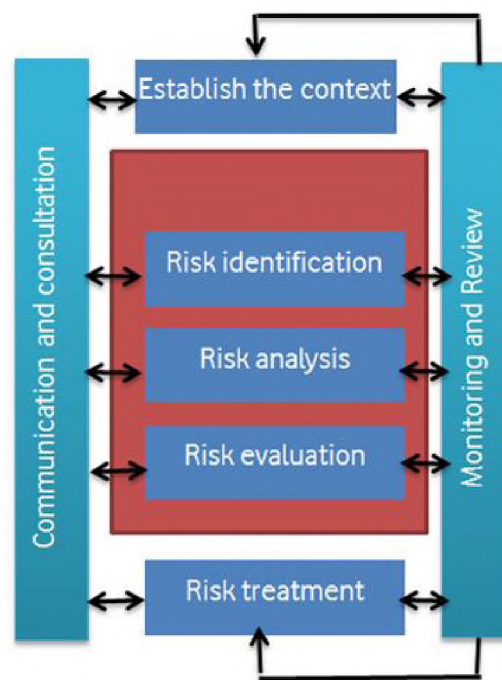 Establish the context
Communication and consultation
Risk identification
Risk analysis
Risk evaluation
Monitoring and Review
Risk treatment